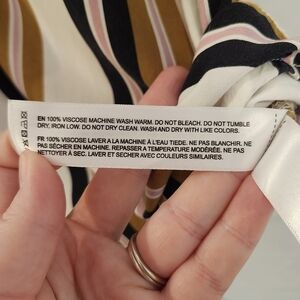 EN 100% VISCOSE MACHINE WASH WARM. DO NOT BLEACH. DO NOT TUMBLE
DRY, IRON LOW. DO NOT DRY CLEAN. WASH AND DRY WITH LIKE COLORS.
FR 100% VISCOSE LAVER A LA MACHINE À L'EAU TIEDE. NE PAS BLANCHIR. NE
PAS SÉCHER EN MACHINE. REPASSER A TEMPERATURE MODÉRÉE. NE PAS
NETTOYER À SEC. LAVER ET SECHER AVEC COULEURS SIMILAIRES.